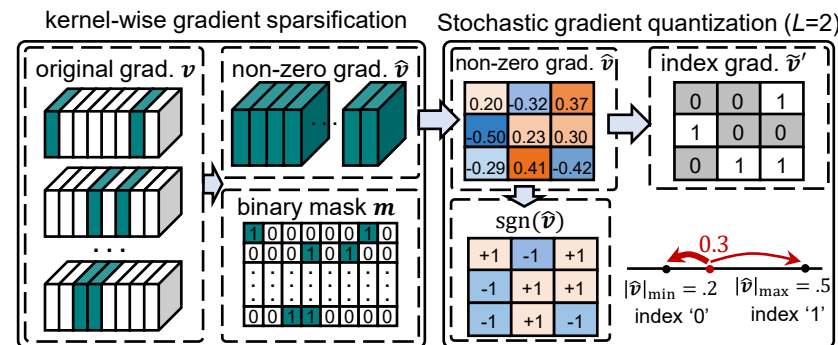 kernel-wise gradient sparsification
Stochastic gradient quantization (L=2)
original grad. v
non-zero grad. v̂
non-zero grad. v̂
index grad. ṽ′
0.20 -0.32 0.37
-0.50 0.23 0.30
-0.29 0.41 -0.42
0 0 1
1 0 0
0 1 1
...
...
binary mask m
1 0 0 0 0 0 1 0
0 0 0 1 0 1 0 0
0 0 1 1 0 0 0 0
sgn(v̂)
+1 -1 +1
-1 +1 +1
-1 +1 -1
0.3
|v̂|min = .2 |v̂|max = .5
index ‘0’ index ‘1’